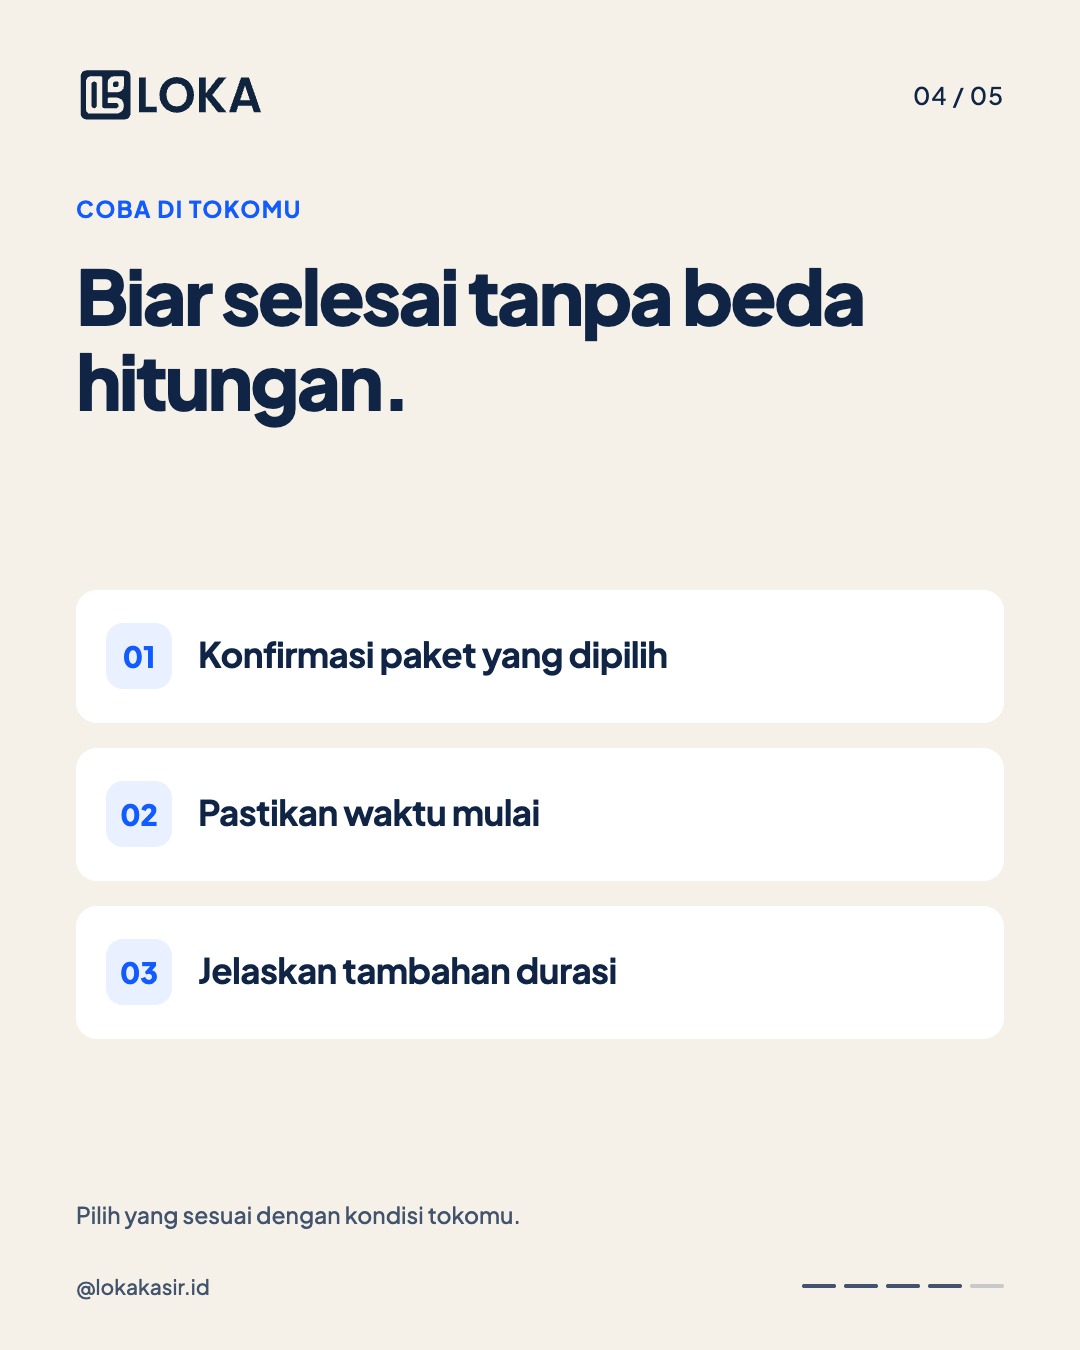 LOKA
04 / 05
COBA DI TOKOMU
Biar selesai tanpa beda
hitungan.
01 Konfirmasi paket yang dipilih
02 Pastikan waktu mulai
03 Jelaskan tambahan durasi
Pilih yang sesuai dengan kondisi tokomu.
@lokakasir.id